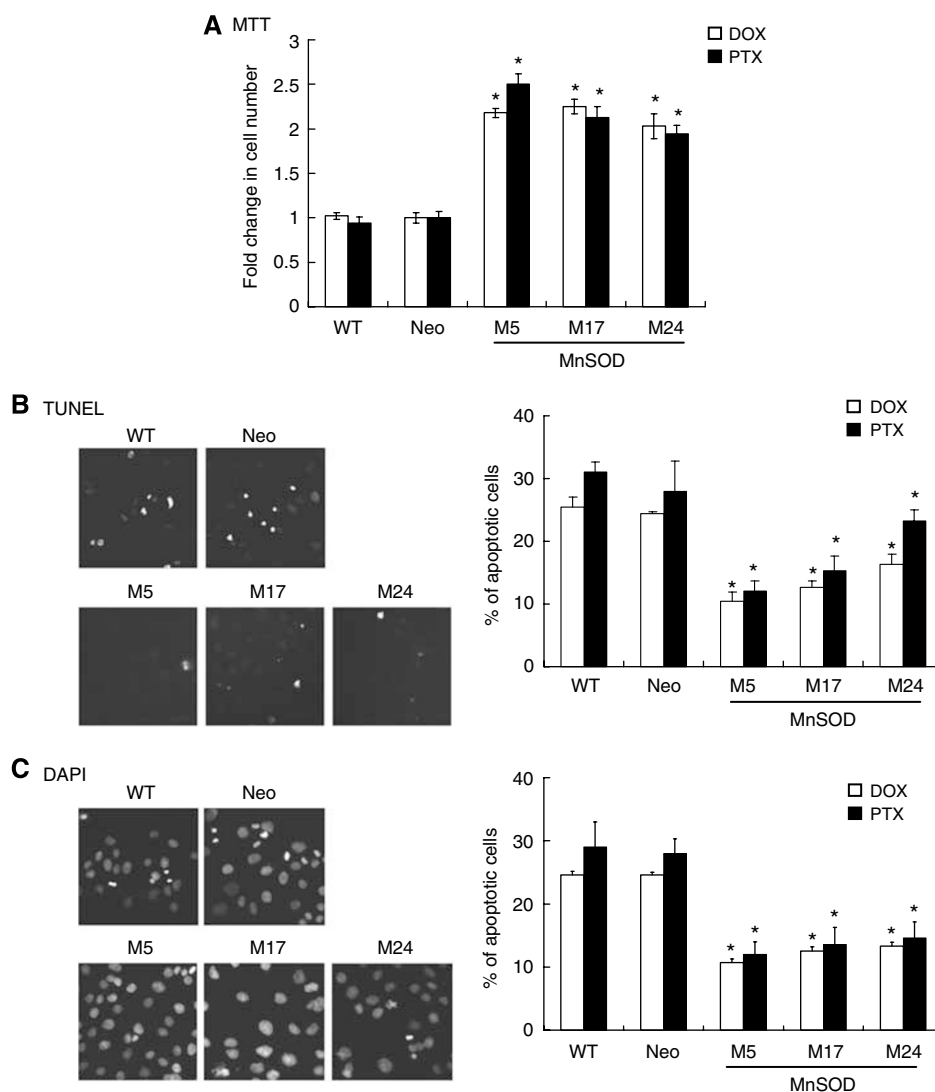 A MTT
DOX
PTX
Fold change in cell number
3
2.5
2
1.5
1
0.5
0
* * * * * *
WT Neo M5 M17 M24
MnSOD
B TUNEL
WT Neo
M5 M17 M24
DOX
PTX
% of apoptotic cells
40
30
20
10
0
* * * * * *
WT Neo M5 M17 M24
MnSOD
C DAPI
WT Neo
M5 M17 M24
DOX
PTX
% of apoptotic cells
40
30
20
10
0
* * * * * *
WT Neo M5 M17 M24
MnSOD